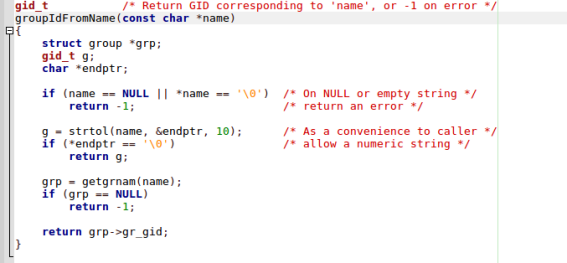 gid_t           /* Return GID corresponding to 'name', or -1 on error */
groupIdFromName(const char *name)
{
    struct group *grp;
    gid_t g;
    char *endptr;

    if (name == NULL || *name == '\0')  /* On NULL or empty string */
        return -1;                      /* return an error */

    g = strtol(name, &endptr, 10);      /* As a convenience to caller */
    if (*endptr == '\0')                /* allow a numeric string */
        return g;

    grp = getgrnam(name);
    if (grp == NULL)
        return -1;

    return grp->gr_gid;
}